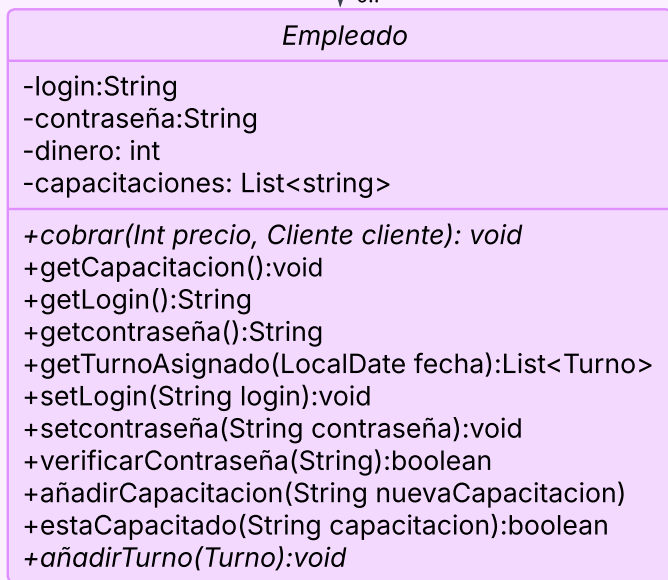 Empleado
-login:String
-contraseña:String
-dinero: int
-capacitaciones: List<string>
+cobrar(Int precio, Cliente cliente): void
+getCapacitacion():void
+getLogin():String
+getcontraseña():String
+getTurnoAsignado(LocalDate fecha):List<Turno>
+setLogin(String login):void
+setcontraseña(String contraseña):void
+verificarContraseña(String):boolean
+añadirCapacitacion(String nuevaCapacitacion)
+estaCapacitado(String capacitacion):boolean
+añadirTurno(Turno):void